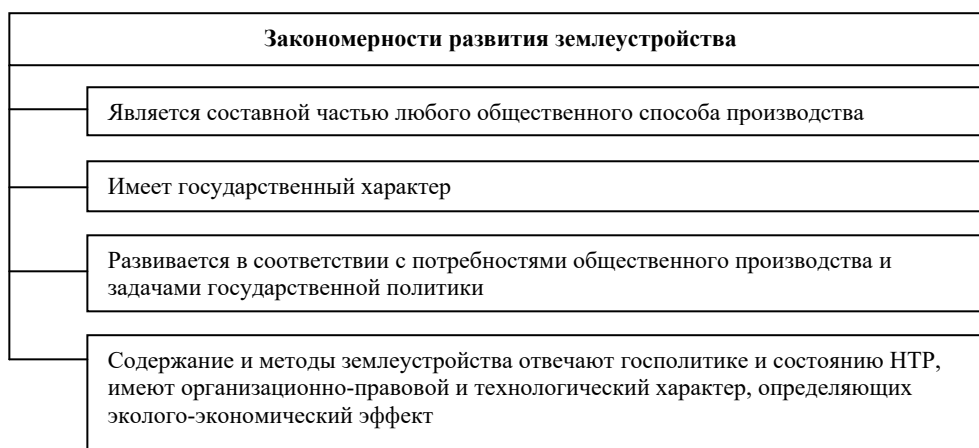 Закономерности развития землеустройства
Является составной частью любого общественного способа производства
Имеет государственный характер
Развивается в соответствии с потребностями общественного производства и
задачами государственной политики
Содержание и методы землеустройства отвечают госполитике и состоянию НТР,
имеют организационно-правовой и технологический характер, определяющих
эколого-экономический эффект